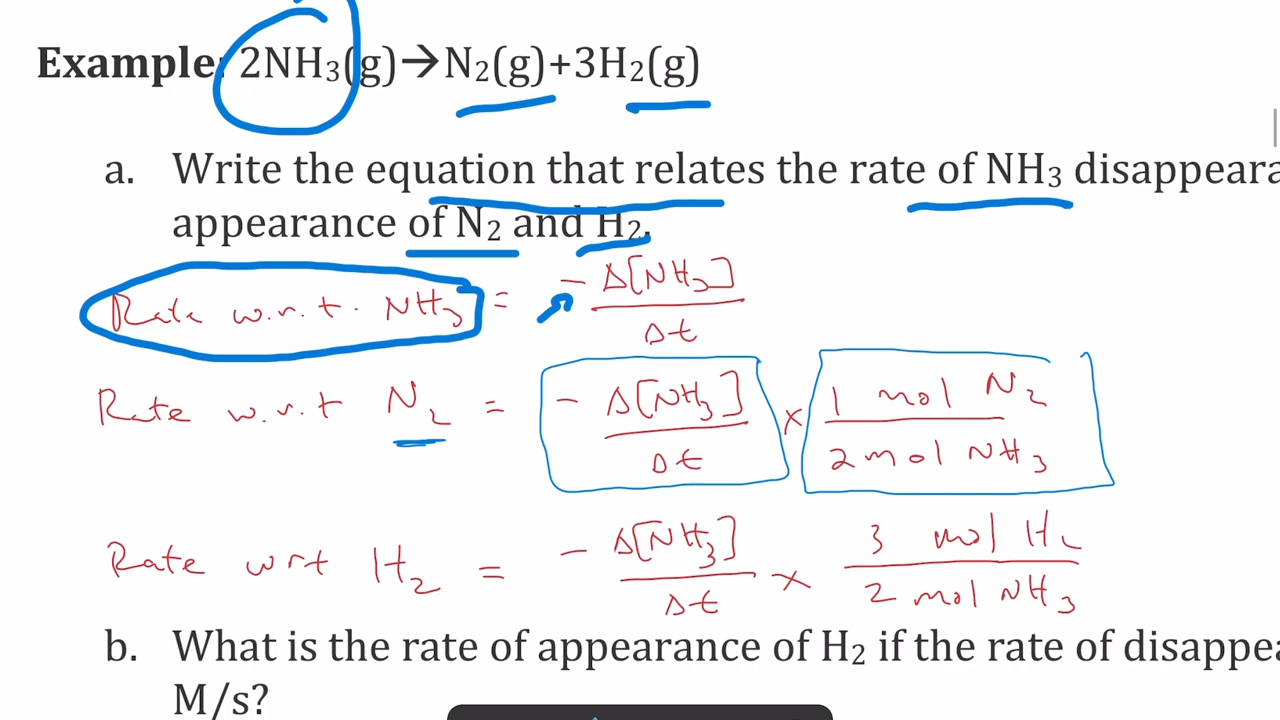 Example: 2NH₃(g)→N₂(g)+3H₂(g)
a. Write the equation that relates the rate of NH₃ disappeara
appearance of N₂ and H₂.
Rate w.r.t. NH₃ = - Δ[NH₃] / Δt
Rate w.r.t N₂ = - Δ[NH₃] / Δt × 1 mol N₂ / 2 mol NH₃
Rate wrt H₂ = - Δ[NH₃] / Δt × 3 mol H₂ / 2 mol NH₃
b. What is the rate of appearance of H₂ if the rate of disappea
M/s?